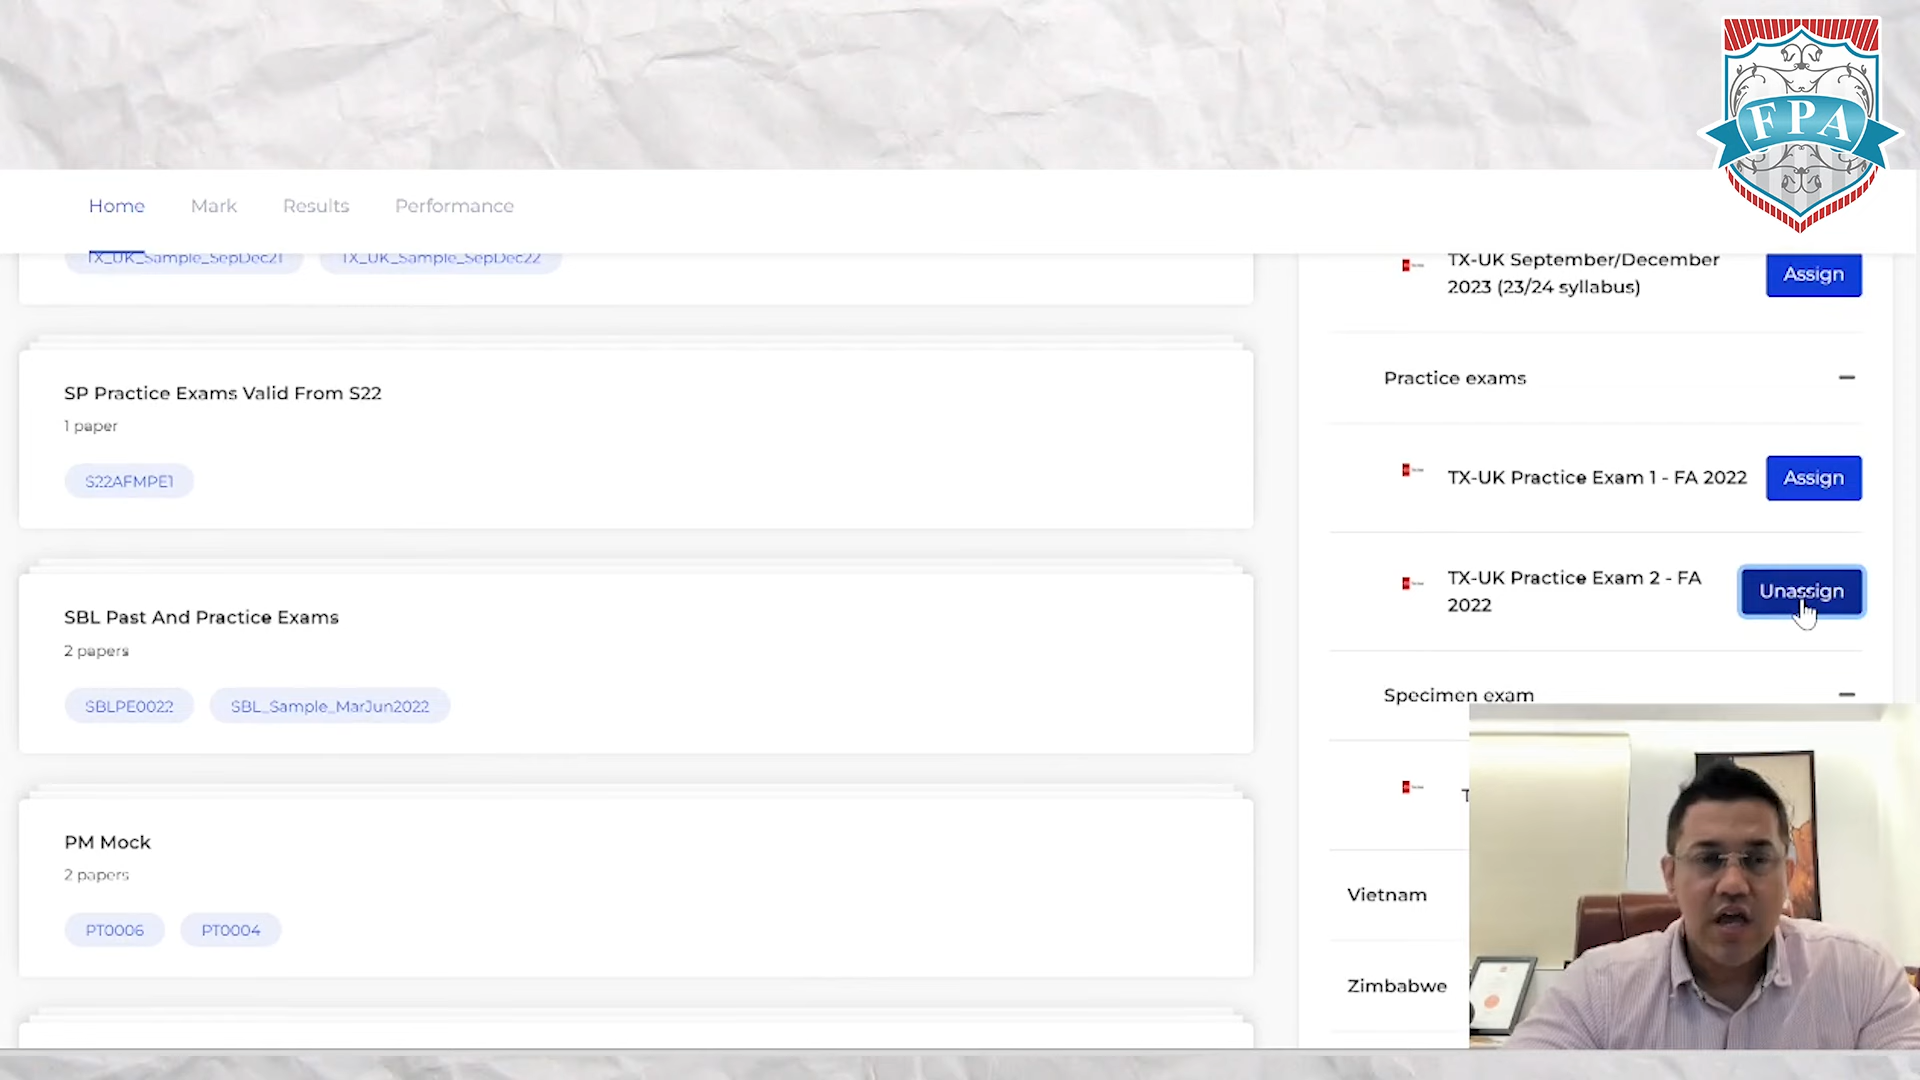 FPA
Home Mark Results Performance
TX_UK_Sample_SepDec21 TX_UK_Sample_SepDec22
SP Practice Exams Valid From S22
1 paper
S22AFMPE1
SBL Past And Practice Exams
2 papers
SBLPE0022 SBL_Sample_MarJun2022
PM Mock
2 papers
PT0006 PT0004
TX-UK September/December
2023 (23/24 syllabus)
Assign
Practice exams
TX-UK Practice Exam 1 - FA 2022
Assign
TX-UK Practice Exam 2 - FA
2022
Unassign
Specimen exam
Vietnam
Zimbabwe